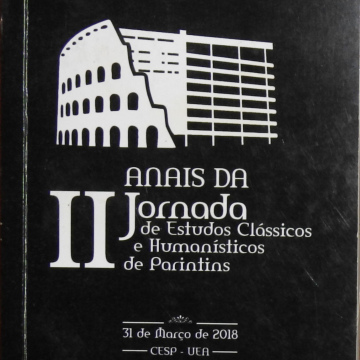 ANAIS DA
II Jornada
de Estudos Clássicos
e Humanísticos
de Parintins
31 de Março de 2018
CESP - UEA